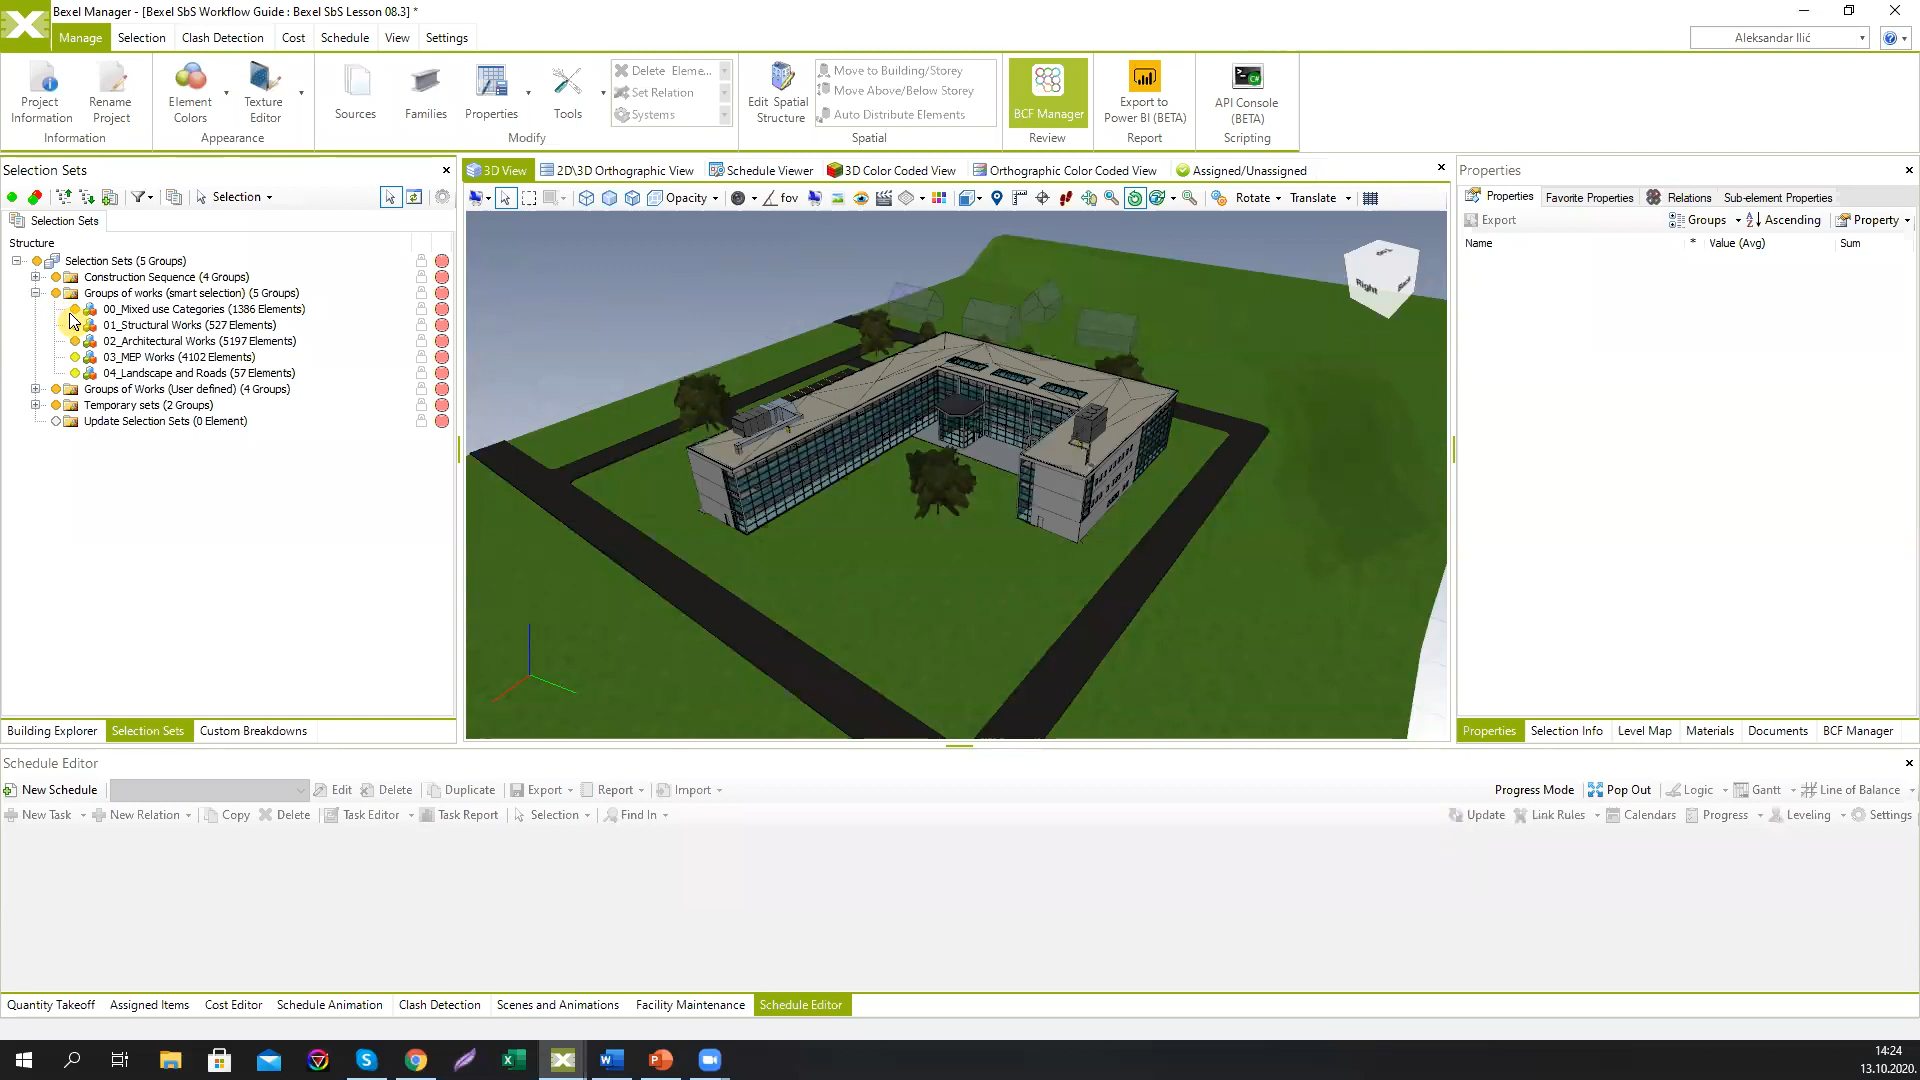 Bexel Manager - [Bexel SbS Workflow Guide : Bexel SbS Lesson 08.3] *
Manage Selection Clash Detection Cost Schedule View Settings
Aleksandar Ilić
Project Information
Rename Project
Information
Element Colors
Texture Editor
Appearance
Sources
Families
Properties
Tools
Delete Eleme...
Set Relation
Systems
Modify
Edit Spatial Structure
Move to Building/Storey
Move Above/Below Storey
Auto Distribute Elements
Spatial
BCF Manager
Review
Export to Power BI (BETA)
Report
API Console (BETA)
Scripting
Selection Sets
Selection
Selection Sets
Structure
Selection Sets (5 Groups)
Construction Sequence (4 Groups)
Groups of works (smart selection) (5 Groups)
00_Mixed use Categories (1386 Elements)
01_Structural Works (527 Elements)
02_Architectural Works (5197 Elements)
03_MEP Works (4102 Elements)
04_Landscape and Roads (57 Elements)
Groups of Works (User defined) (4 Groups)
Temporary sets (2 Groups)
Update Selection Sets (0 Element)
Building Explorer Selection Sets Custom Breakdowns
3D View 2D\3D Orthographic View Schedule Viewer 3D Color Coded View Orthographic Color Coded View Assigned/Unassigned
Opacity fov Rotate Translate
Right
Properties
Properties Favorite Properties Relations Sub-element Properties
Export Groups Ascending Property
Name * Value (Avg) Sum
Properties Selection Info Level Map Materials Documents BCF Manager
Schedule Editor
New Schedule Edit Delete Duplicate Export Report Import Progress Mode Pop Out Logic Gantt Line of Balance
New Task New Relation Copy Delete Task Editor Task Report Selection Find In Update Link Rules Calendars Progress Leveling Settings
Quantity Takeoff Assigned Items Cost Editor Schedule Animation Clash Detection Scenes and Animations Facility Maintenance Schedule Editor
14:24
13.10.2020.